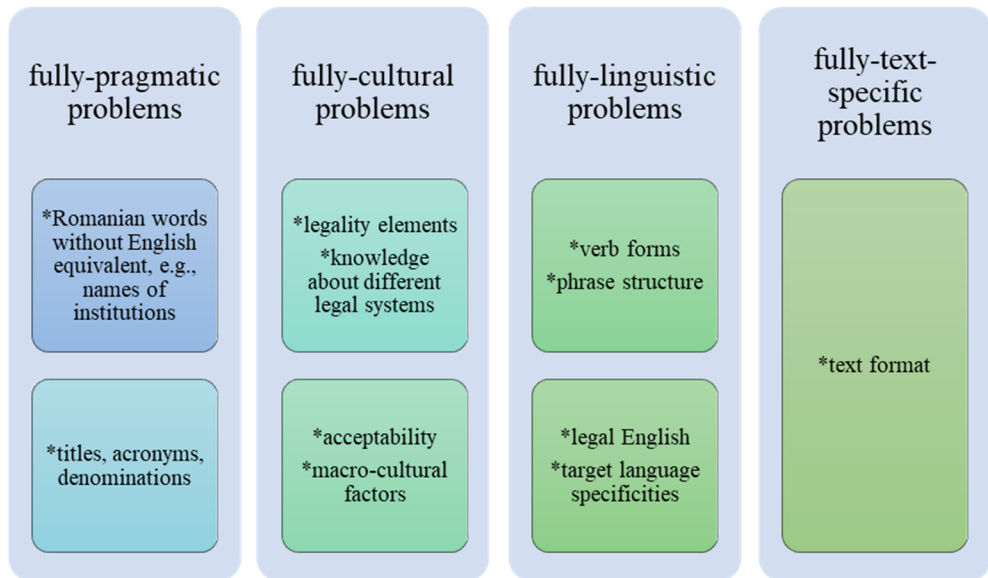 fully-pragmatic
problems
*Romanian words
without English
equivalent, e.g.,
names of
institutions
*titles, acronyms,
denominations
fully-cultural
problems
*legality elements
*knowledge
about different
legal systems
*acceptability
*macro-cultural
factors
fully-linguistic
problems
*verb forms
*phrase structure
*legal English
*target language
specificities
fully-text-
specific
problems
*text format